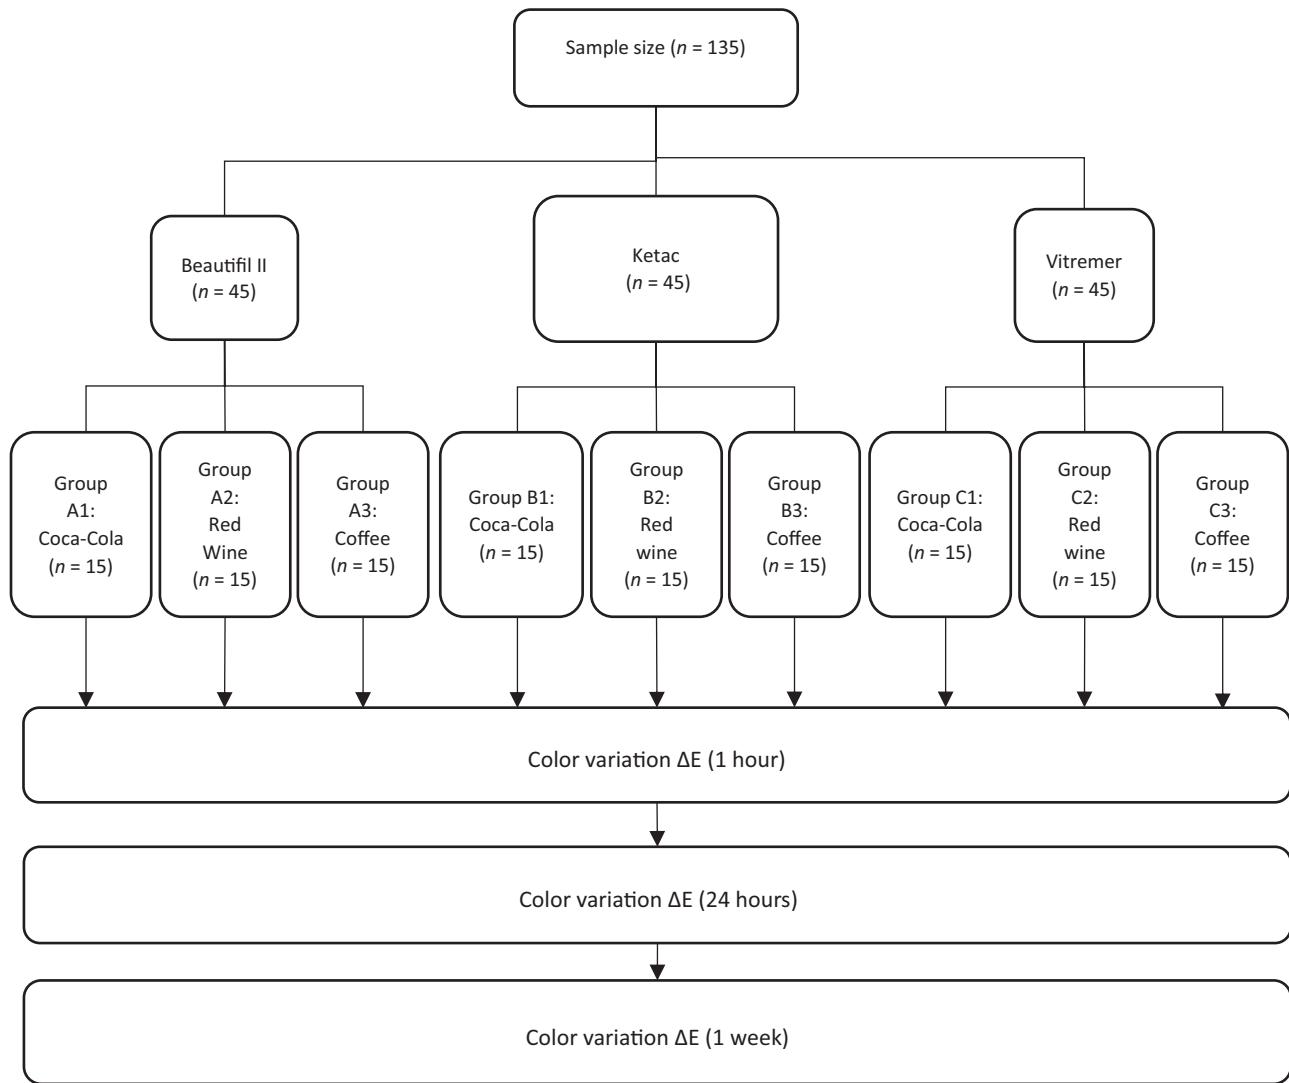 Sample size (n = 135)
Beautifil II
(n = 45)
Ketac
(n = 45)
Vitremer
(n = 45)
Group
A1:
Coca-Cola
(n = 15)
Group
A2:
Red
Wine
(n = 15)
Group
A3:
Coffee
(n = 15)
Group B1:
Coca-Cola
(n = 15)
Group
B2:
Red
wine
(n = 15)
Group
B3:
Coffee
(n = 15)
Group C1:
Coca-Cola
(n = 15)
Group
C2:
Red
wine
(n = 15)
Group
C3:
Coffee
(n = 15)
Color variation ΔE (1 hour)
Color variation ΔE (24 hours)
Color variation ΔE (1 week)